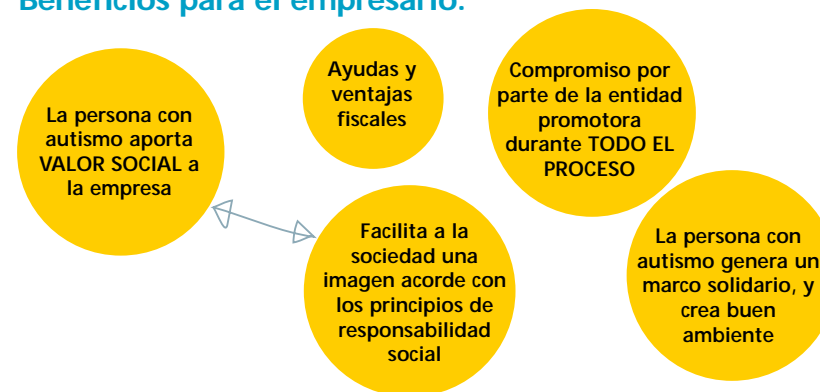 Beneficios para el empresario:
La persona con
autismo aporta
VALOR SOCIAL a
la empresa
Ayudas y
ventajas
fiscales
Compromiso por
parte de la entidad
promotora
durante TODO EL
PROCESO
Facilita a la
sociedad una
imagen acorde con
los principios de
responsabilidad
social
La persona con
autismo genera un
marco solidario, y
crea buen
ambiente